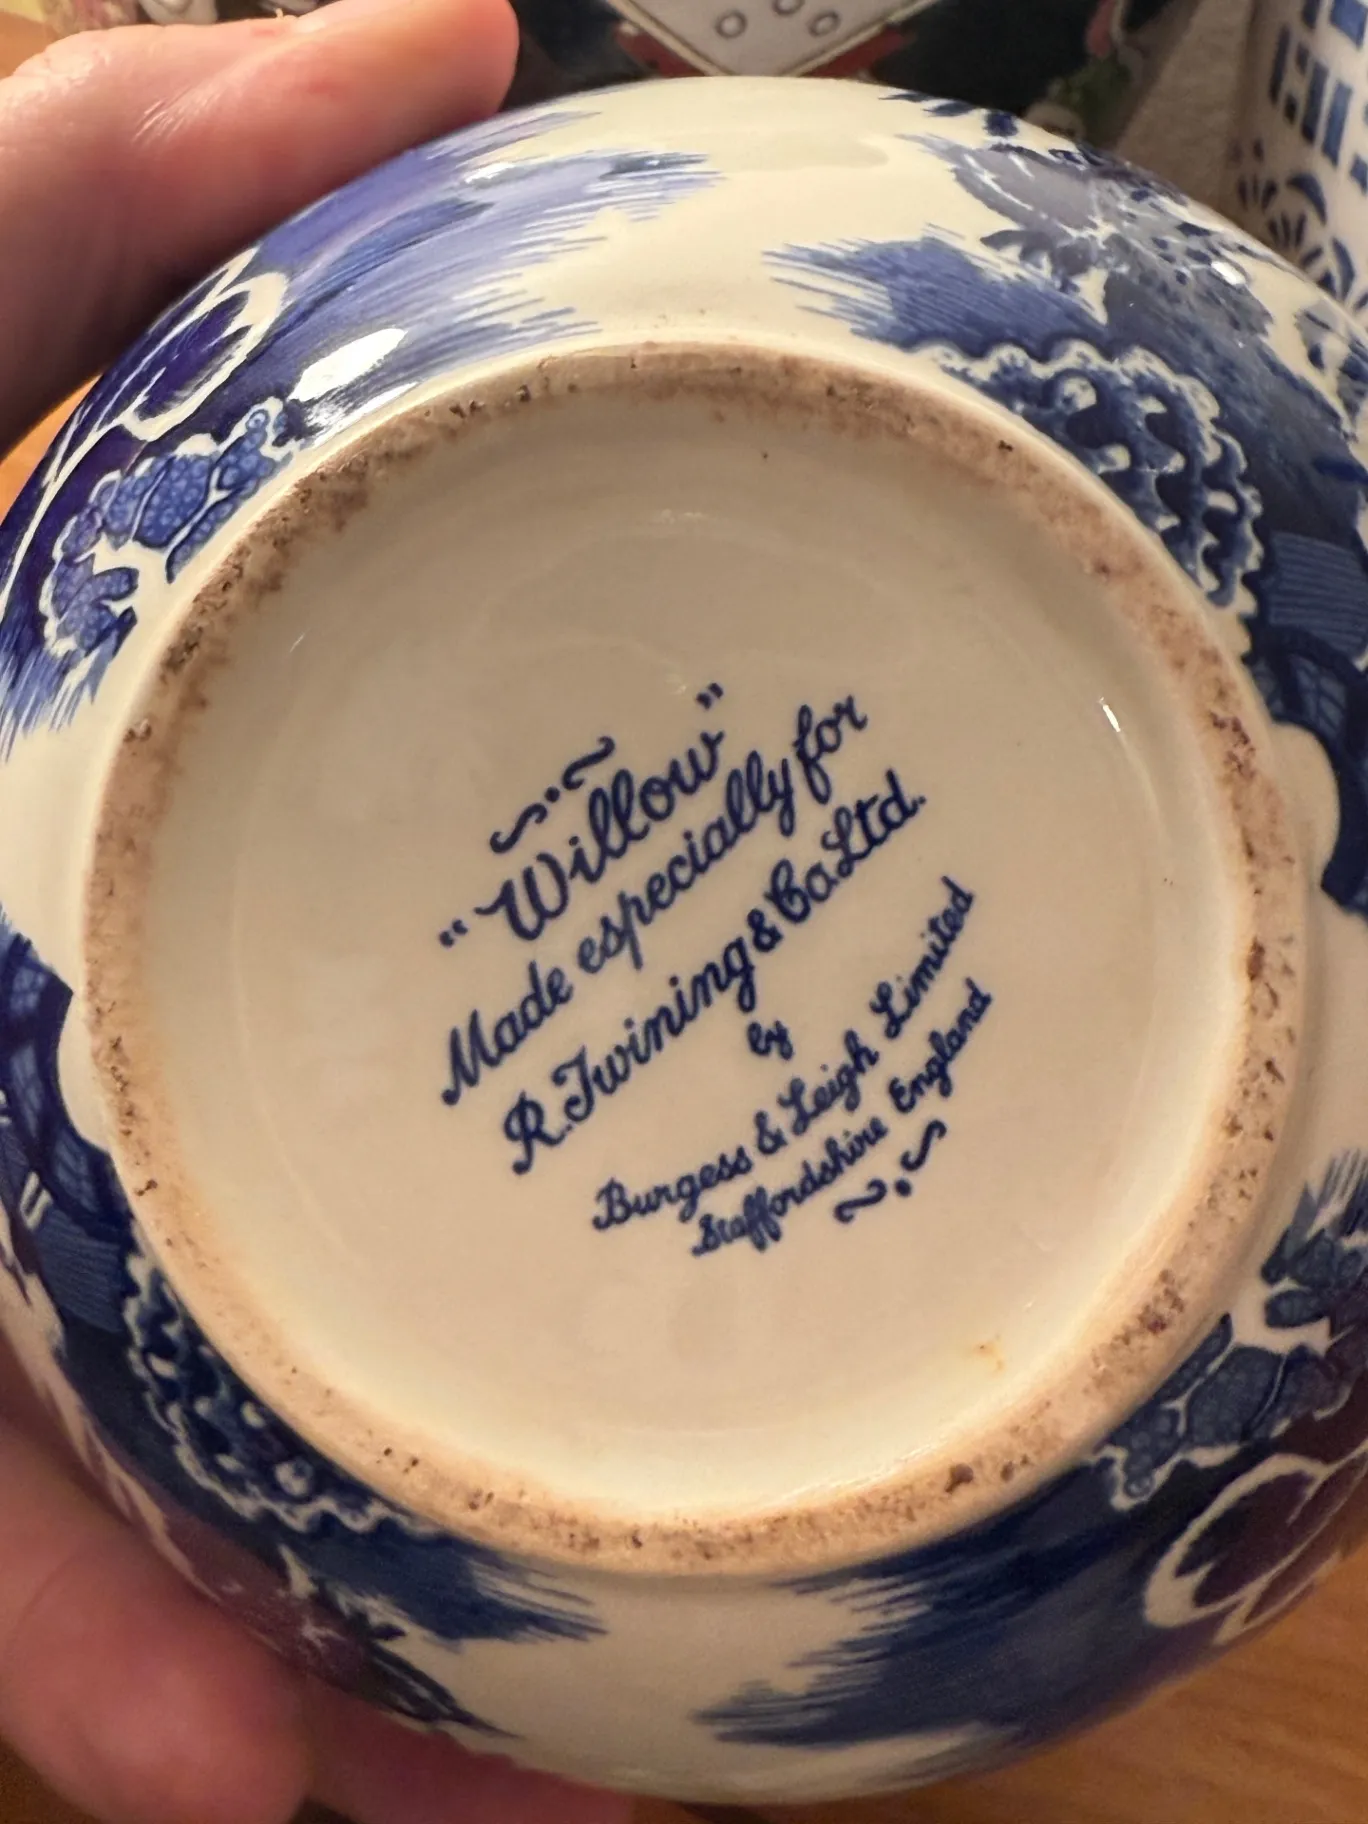 "Willow"
Made especially for
R. Twining & Co. Ltd.
by
Burgess & Leigh Limited
Staffordshire England